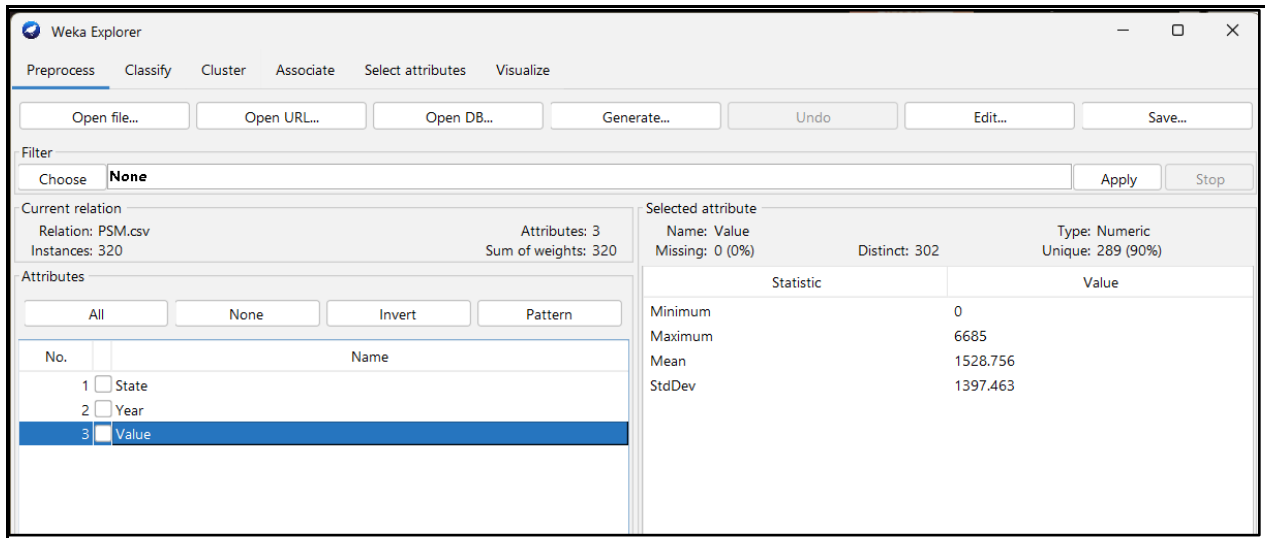 Weka Explorer
Preprocess Classify Cluster Associate Select attributes Visualize
Open file... Open URL... Open DB... Generate... Undo Edit... Save...
Filter
Choose None Apply Stop
Current relation
Relation: PSM.csv Attributes: 3
Instances: 320 Sum of weights: 320
Attributes
All None Invert Pattern
No. Name
1 State
2 Year
3 Value
Selected attribute
Name: Value Type: Numeric
Missing: 0 (0%) Distinct: 302 Unique: 289 (90%)
Statistic Value
Minimum 0
Maximum 6685
Mean 1528.756
StdDev 1397.463